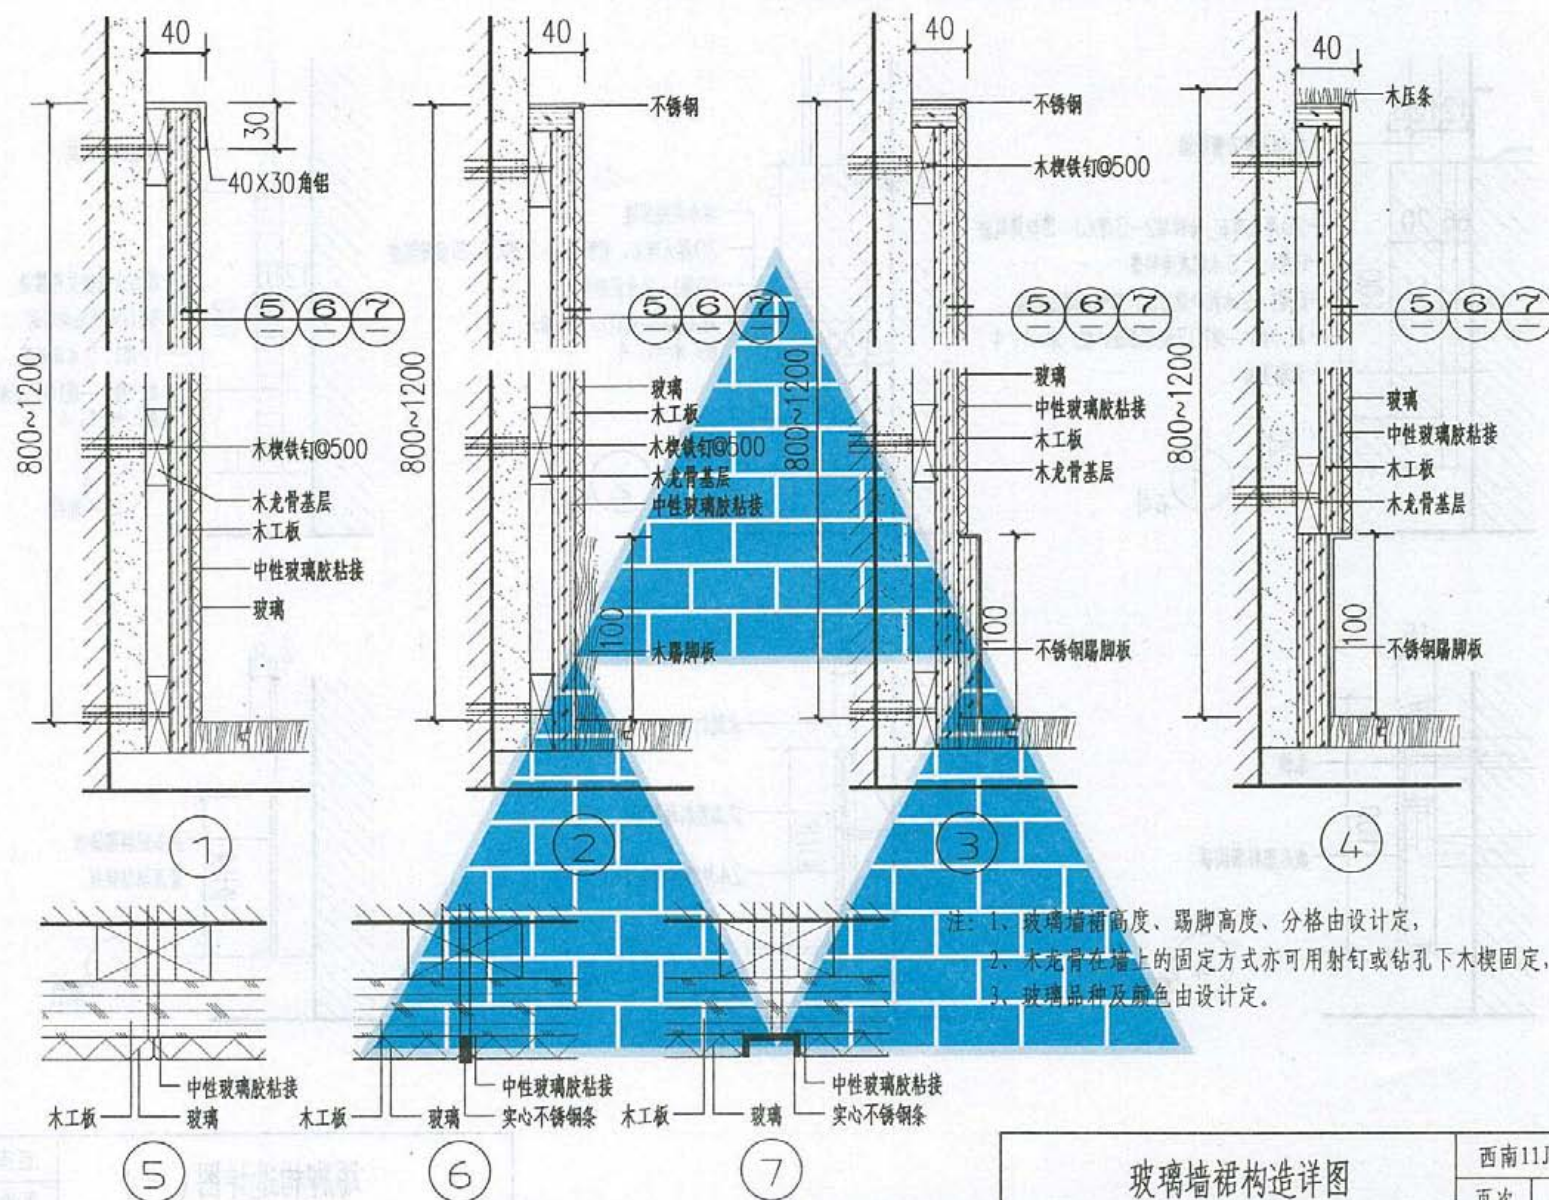 40
30
40X30角铝
800~1200
5 6 7
木楔铁钉@500
木龙骨基层
木工板
中性玻璃胶粘接
玻璃
1
40
不锈钢
800~1200
5 6 7
玻璃
木工板
木楔铁钉@500
木龙骨基层
中性玻璃胶粘接
100
木踢脚板
2
40
不锈钢
木楔铁钉@500
800~1200
5 6 7
玻璃
中性玻璃胶粘接
木工板
木龙骨基层
100
不锈钢踢脚板
3
40
木压条
800~1200
5 6 7
玻璃
中性玻璃胶粘接
木工板
木龙骨基层
100
不锈钢踢脚板
4
中性玻璃胶粘接
木工板 玻璃
5
中性玻璃胶粘接
木工板 玻璃 实心不锈钢条
6
中性玻璃胶粘接
木工板 玻璃 实心不锈钢条
7
注: 1、玻璃墙裙高度、踢脚高度、分格由设计定,
2、木龙骨在墙上的固定方式亦可用射钉或钻孔下木楔固定,
3、玻璃品种及颜色由设计定。
玻璃墙裙构造详图
西南11J
页次